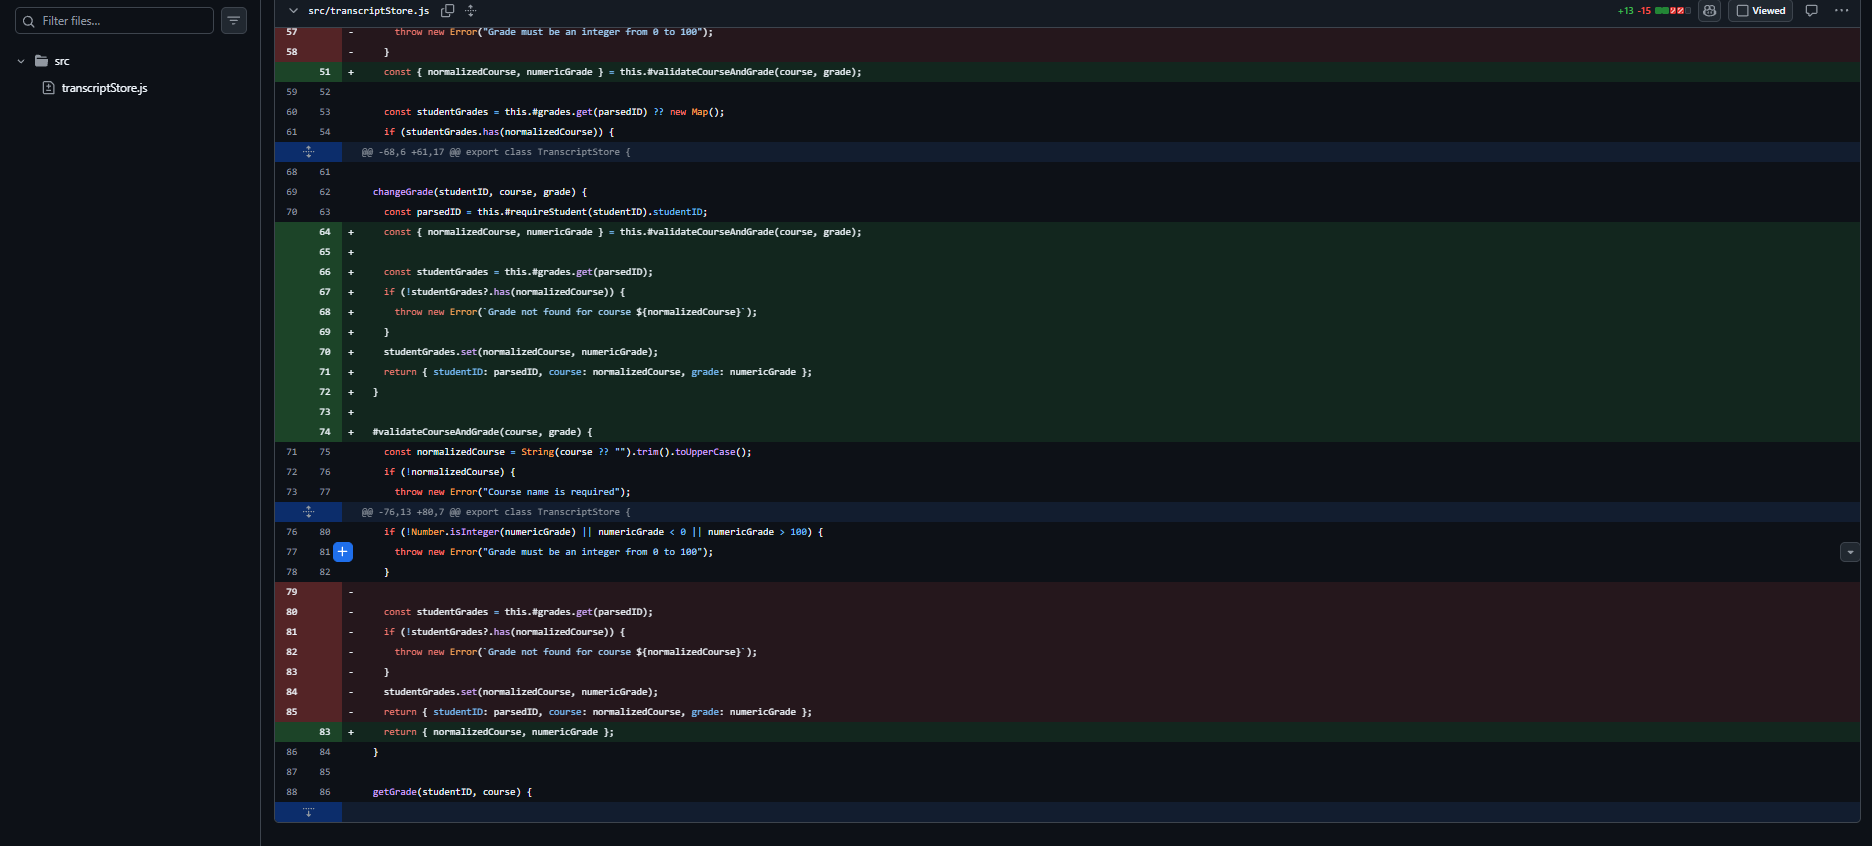 Filter files...
src
transcriptStore.js
src/transcriptStore.js
+13 -15
Viewed
57 - throw new Error("Grade must be an integer from 0 to 100");
58 - }
51 + const { normalizedCourse, numericGrade } = this.#validateCourseAndGrade(course, grade);
59 52
60 53 const studentGrades = this.#grades.get(parsedID) ?? new Map();
61 54 if (studentGrades.has(normalizedCourse)) {
@@ -68,6 +61,17 @@ export class TranscriptStore {
68 61
69 62 changeGrade(studentID, course, grade) {
70 63 const parsedID = this.#requireStudent(studentID).studentID;
64 + const { normalizedCourse, numericGrade } = this.#validateCourseAndGrade(course, grade);
65 +
66 + const studentGrades = this.#grades.get(parsedID);
67 + if (!studentGrades?.has(normalizedCourse)) {
68 + throw new Error(`Grade not found for course ${normalizedCourse}`);
69 + }
70 + studentGrades.set(normalizedCourse, numericGrade);
71 + return { studentID: parsedID, course: normalizedCourse, grade: numericGrade };
72 + }
73 +
74 + #validateCourseAndGrade(course, grade) {
71 75 const normalizedCourse = String(course ?? "").trim().toUpperCase();
72 76 if (!normalizedCourse) {
73 77 throw new Error("Course name is required");
@@ -76,13 +80,7 @@ export class TranscriptStore {
76 80 if (!Number.isInteger(numericGrade) || numericGrade < 0 || numericGrade > 100) {
77 81 throw new Error("Grade must be an integer from 0 to 100");
78 82 }
79 -
80 - const studentGrades = this.#grades.get(parsedID);
81 - if (!studentGrades?.has(normalizedCourse)) {
82 - throw new Error(`Grade not found for course ${normalizedCourse}`);
83 - }
84 - studentGrades.set(normalizedCourse, numericGrade);
85 - return { studentID: parsedID, course: normalizedCourse, grade: numericGrade };
83 + return { normalizedCourse, numericGrade };
86 84 }
87 85
88 86 getGrade(studentID, course) {